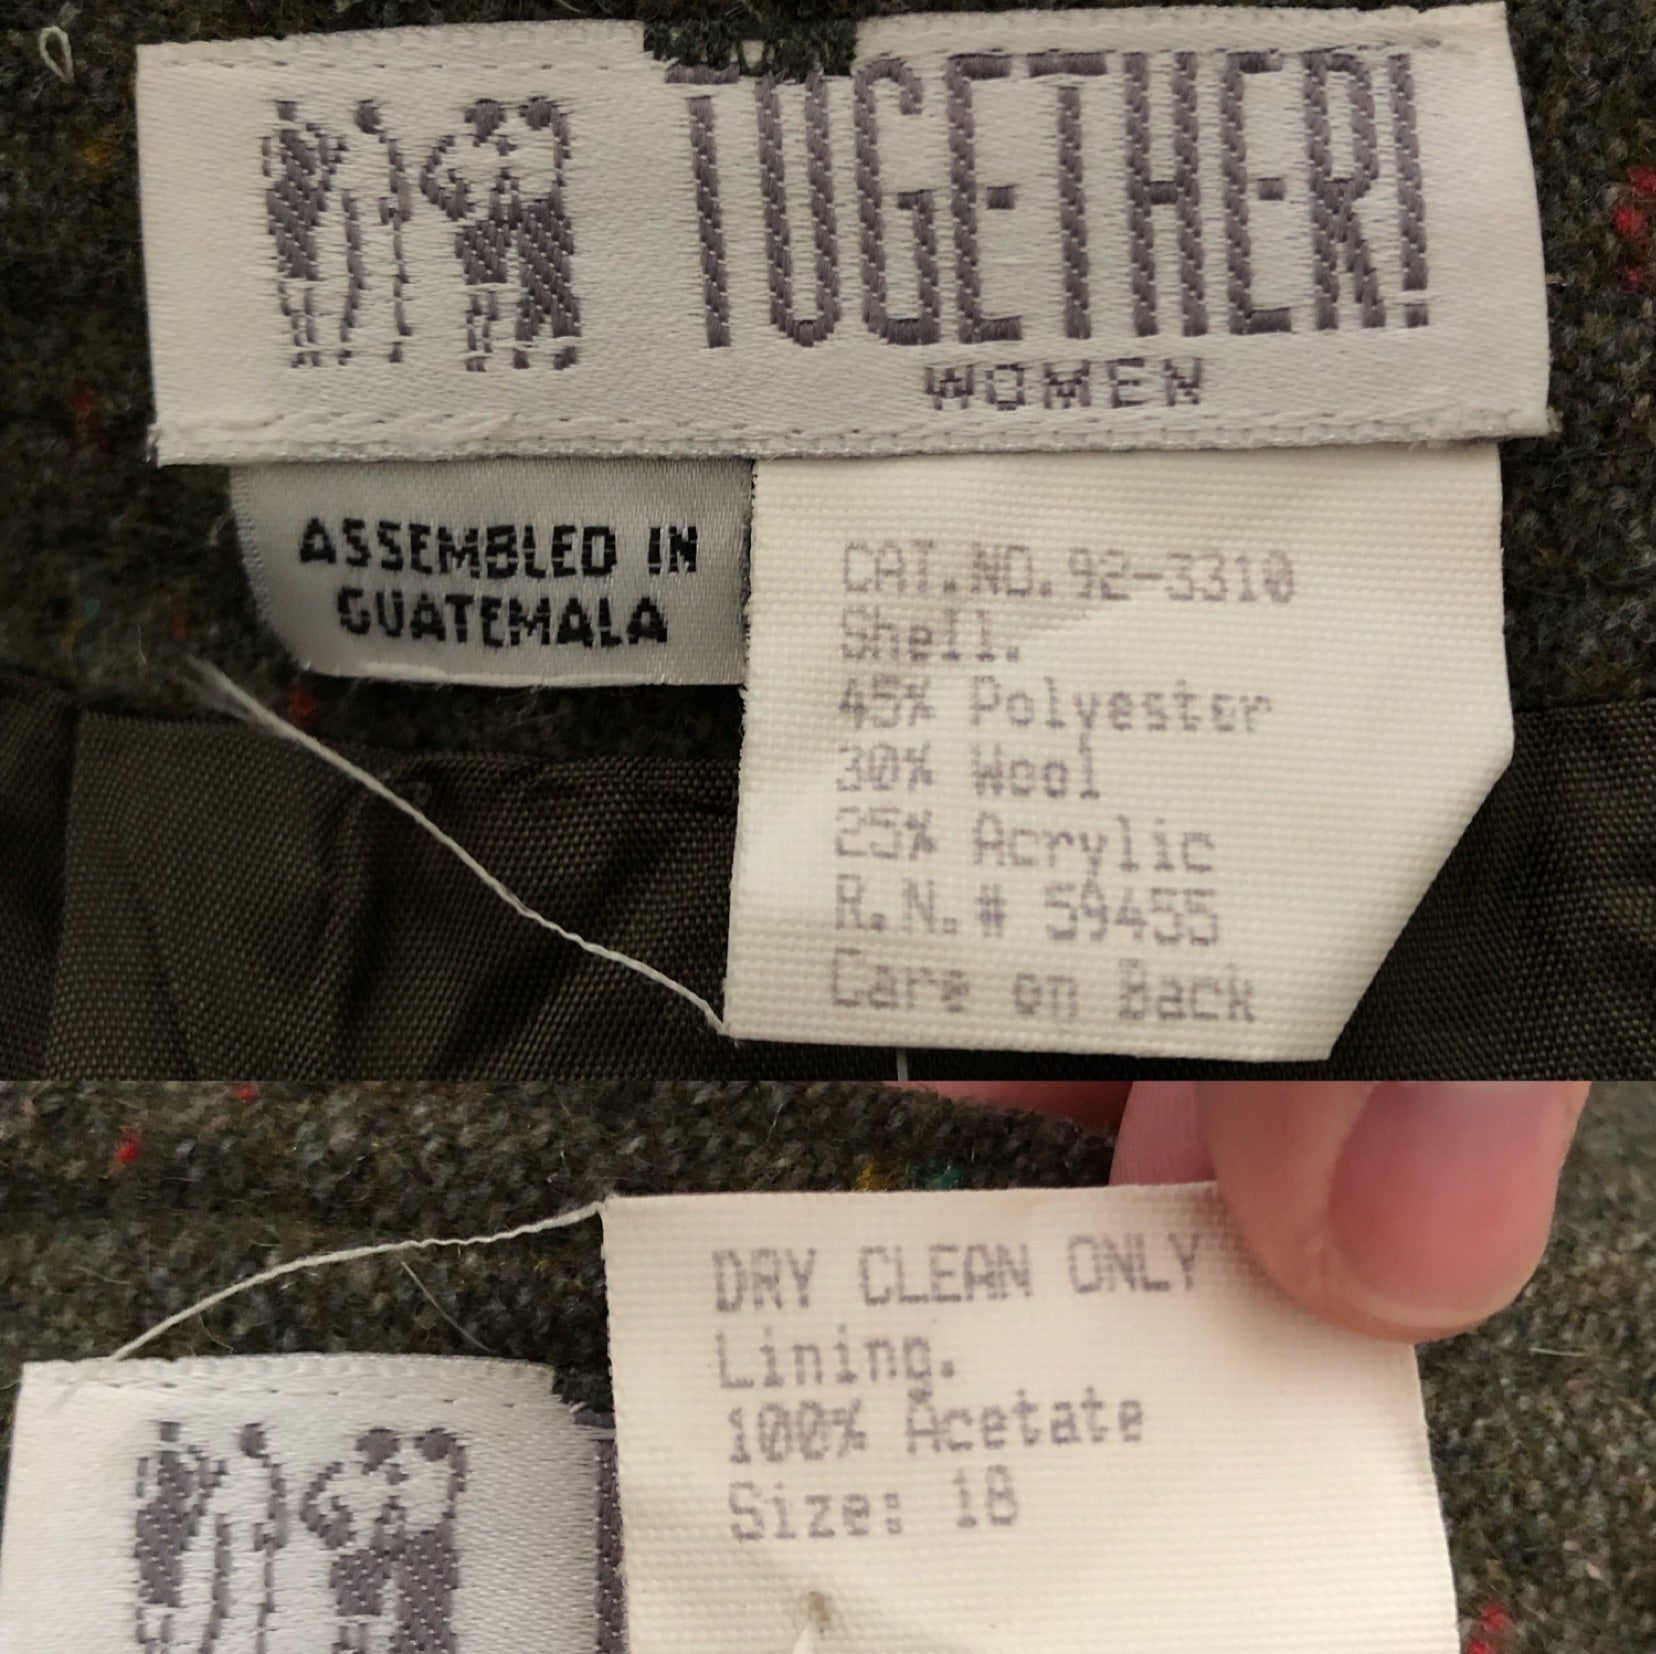 TOGETHER!
WOMEN
ASSEMBLED IN
GUATEMALA
CAT.NO.92-3310
Shell.
45% Polyester
30% Wool
25% Acrylic
R.N.# 59455
Care on Back
DRY CLEAN ONLY
Lining.
100% Acetate
Size: 18